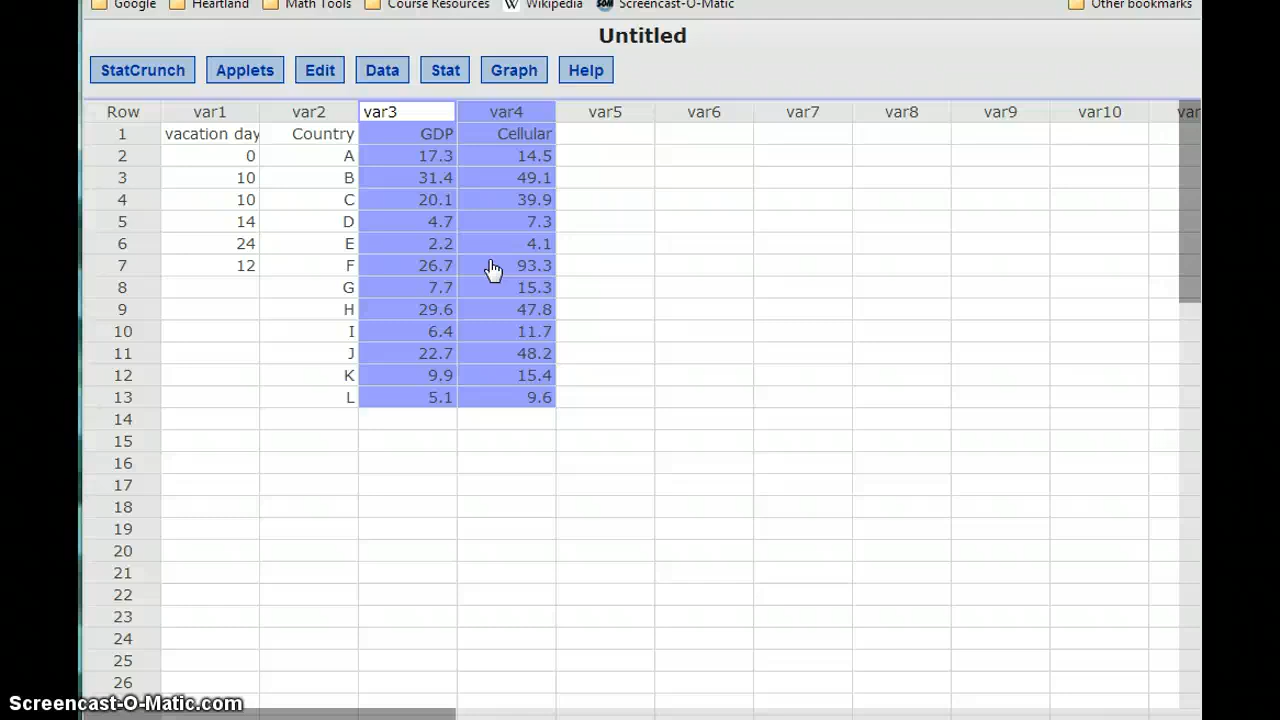 Google Heartland Math Tools Course Resources W Wikipedia SOM Screencast-O-Matic Other bookmarks
Untitled
StatCrunch Applets Edit Data Stat Graph Help
Row var1 var2 var3 var4 var5 var6 var7 var8 var9 var10 var
1 vacation day Country GDP Cellular
2 0 A 17.3 14.5
3 10 B 31.4 49.1
4 10 C 20.1 39.9
5 14 D 4.7 7.3
6 24 E 2.2 4.1
7 12 F 26.7 93.3
8 G 7.7 15.3
9 H 29.6 47.8
10 I 6.4 11.7
11 J 22.7 48.2
12 K 9.9 15.4
13 L 5.1 9.6
14
15
16
17
18
19
20
21
22
23
24
25
26
Screencast-O-Matic.com